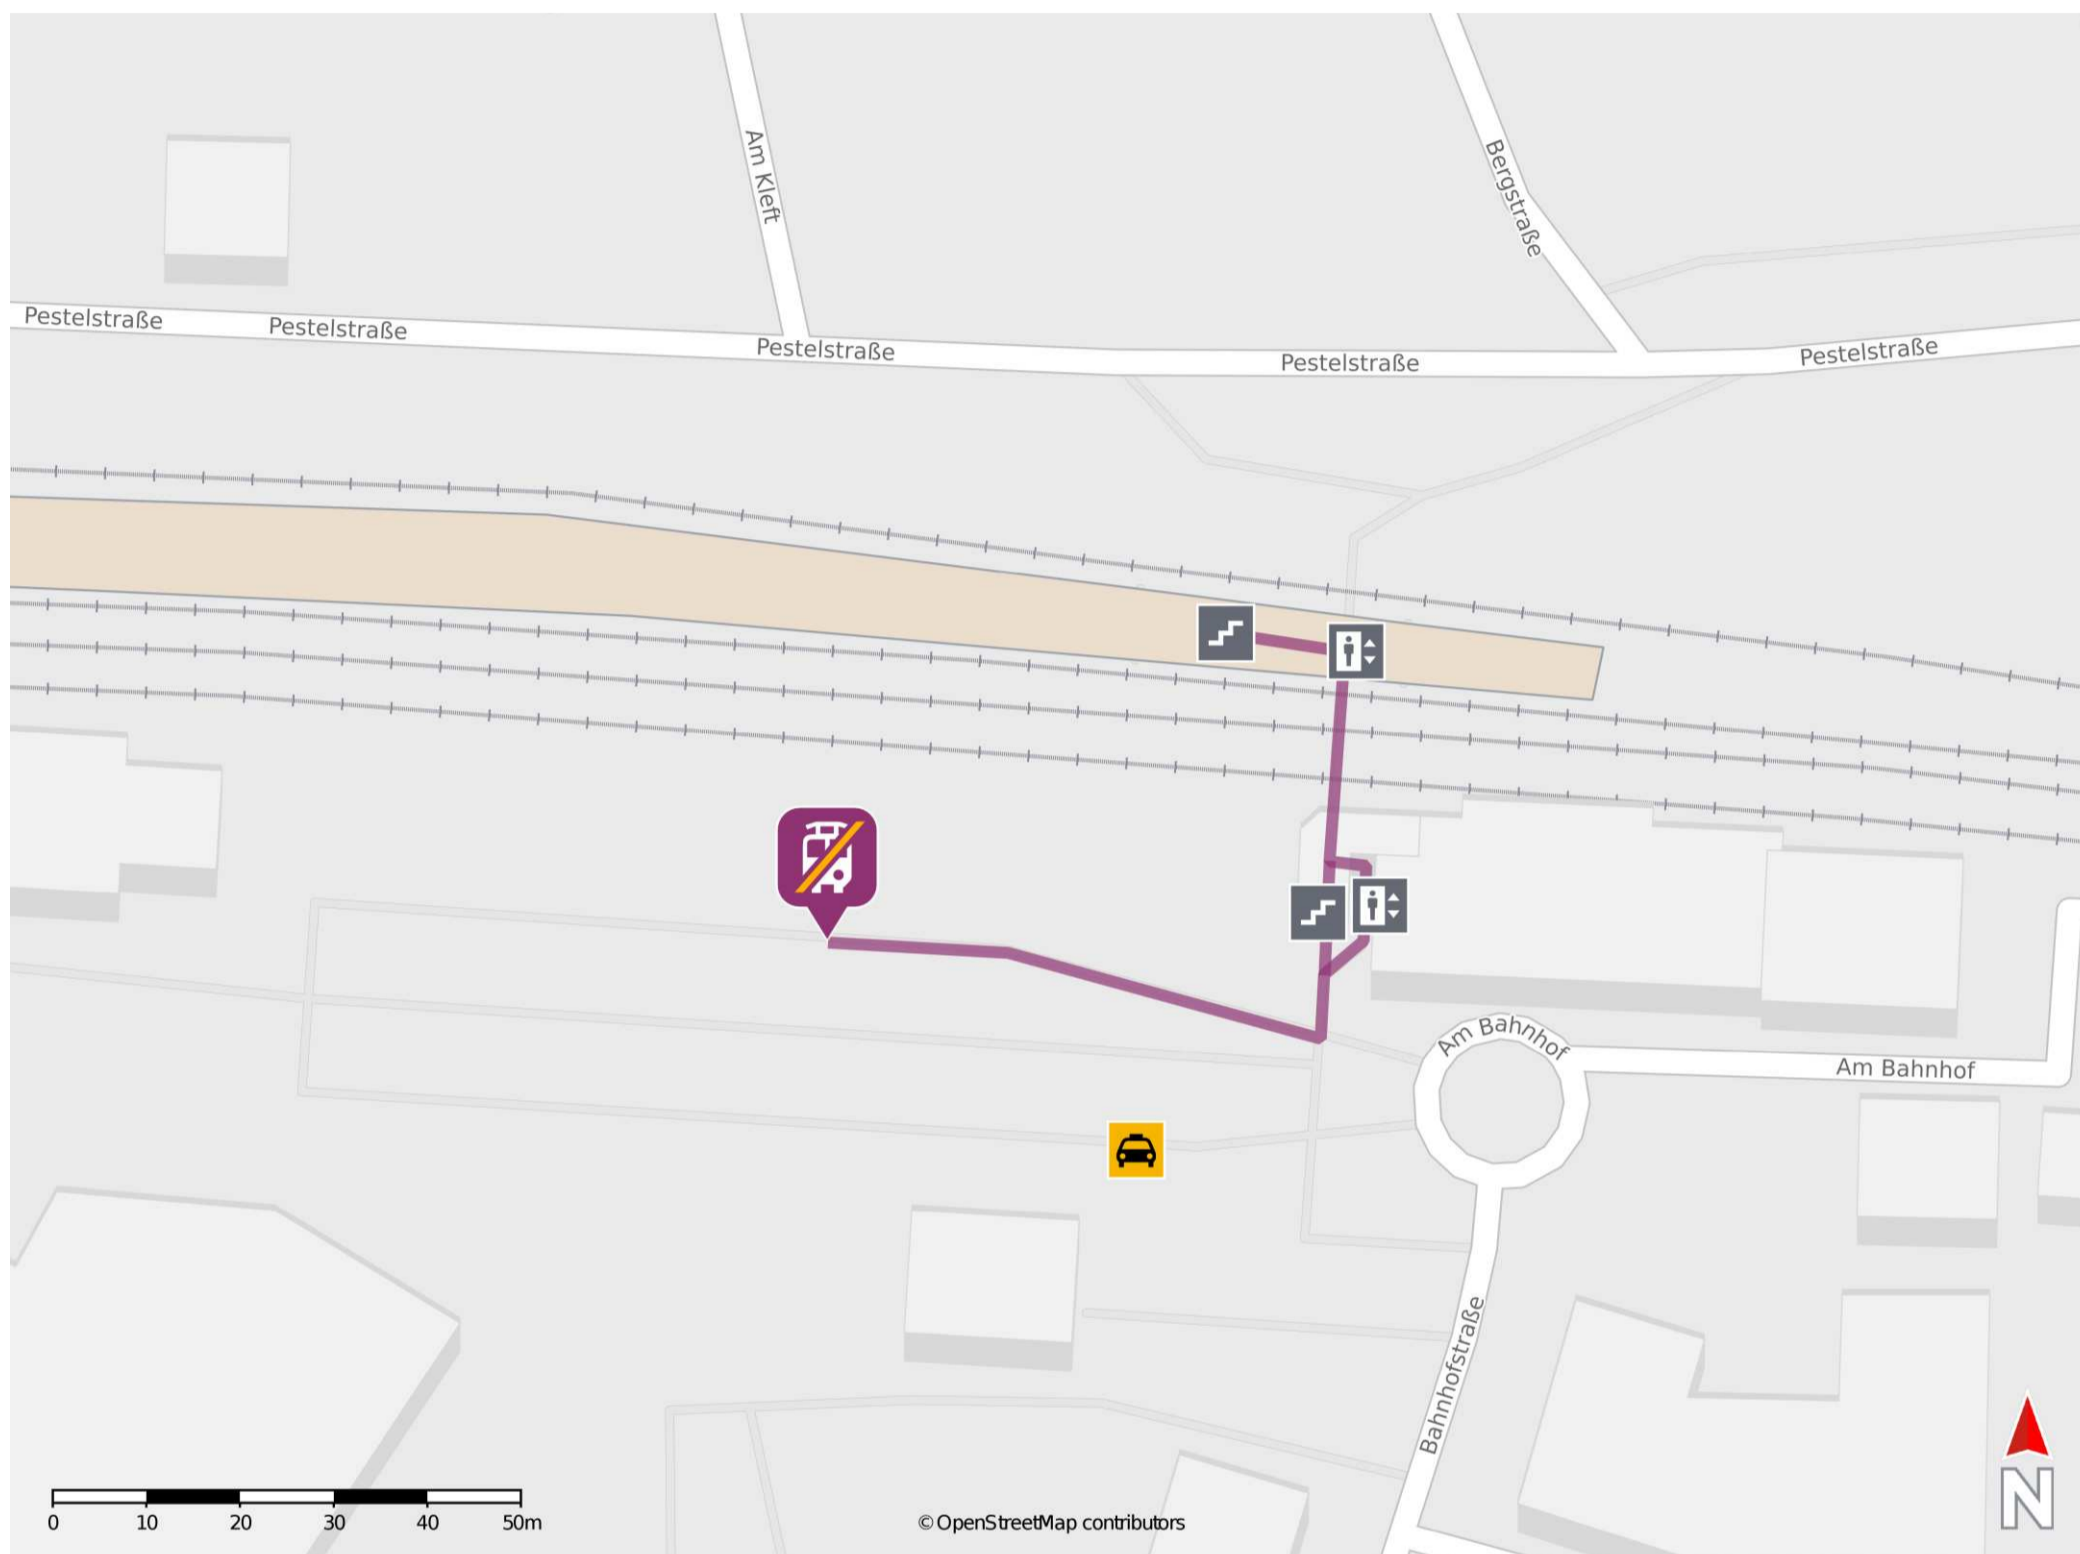 Am Kleft
Bergstraße
Pestelstraße
Pestelstraße
Pestelstraße
Pestelstraße
Pestelstraße
Am Bahnhof
Am Bahnhof
Bahnhofstraße
N
0 10 20 30 40 50m
© OpenStreetMap contributors